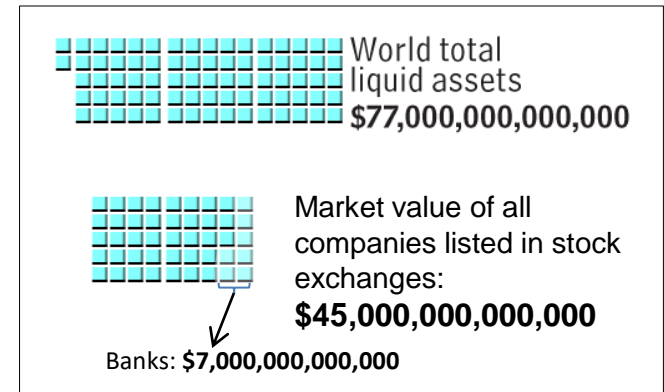 World total
liquid assets
$77,000,000,000,000
Market value of all
companies listed in stock
exchanges:
$45,000,000,000,000
Banks: $7,000,000,000,000